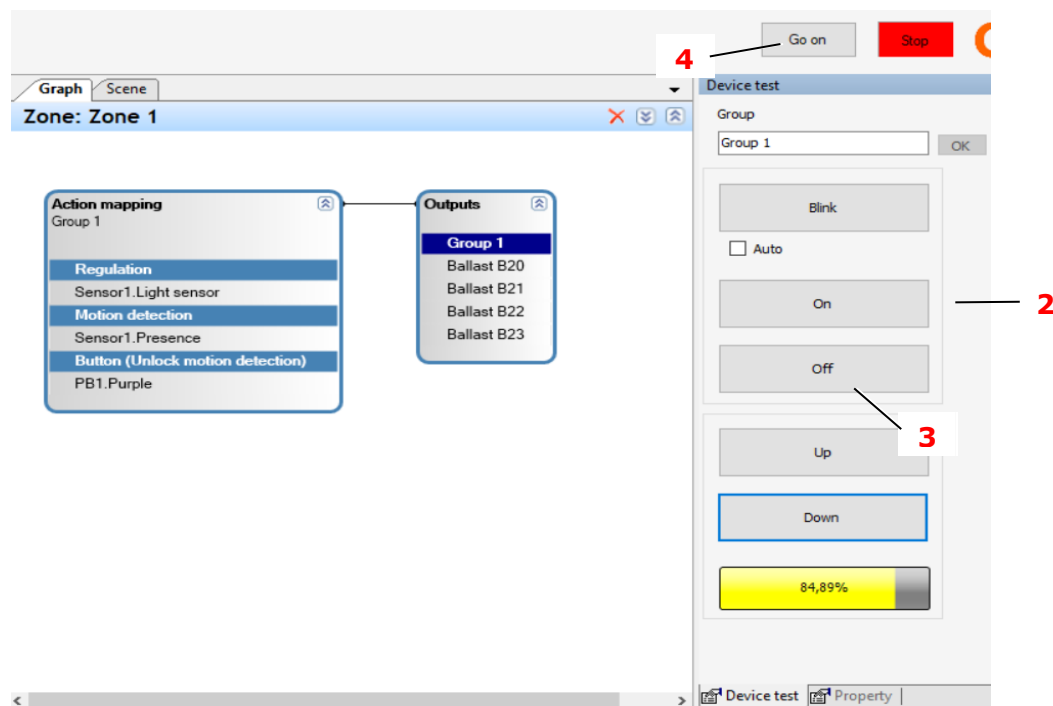 Go on
Stop
4
Graph
Scene
Device test
Zone: Zone 1
Group
Group 1
OK
Action mapping
Group 1
Outputs
Blink
Group 1
Auto
Regulation
Ballast B20
Sensor1.Light sensor
Ballast B21
On
2
Motion detection
Ballast B22
Sensor1.Presence
Ballast B23
Button (Unlock motion detection)
Off
PB1.Purple
3
Up
Down
84,89%
Device test
Property